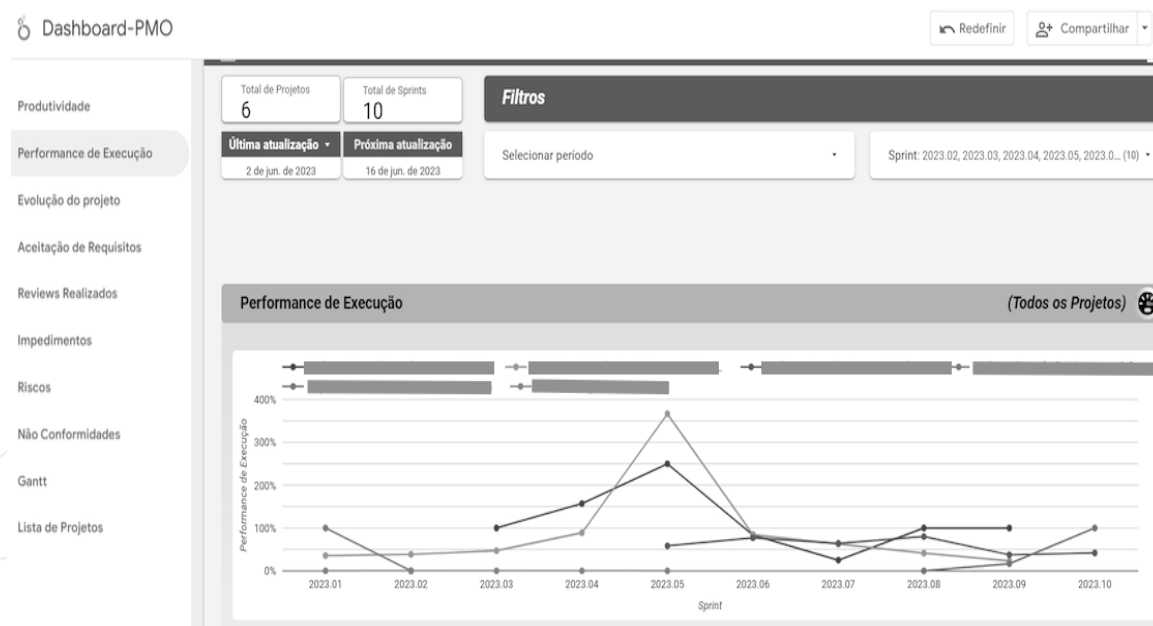 Dashboard-PMO
Redefinir
Compartilhar
Produtividade
Performance de Execução
Evolução do projeto
Aceitação de Requisitos
Reviews Realizados
Impedimentos
Riscos
Não Conformidades
Gantt
Lista de Projetos
Total de Projetos
6
Total de Sprints
10
Última atualização
2 de jun. de 2023
Próxima atualização
16 de jun. de 2023
Filtros
Selecionar período
Sprint: 2023.02, 2023.03, 2023.04, 2023.05, 2023.0... (10)
Performance de Execução
(Todos os Projetos)
Performance de Execução
400%
300%
200%
100%
0%
2023.01 2023.02 2023.03 2023.04 2023.05 2023.06 2023.07 2023.08 2023.09 2023.10
Sprint